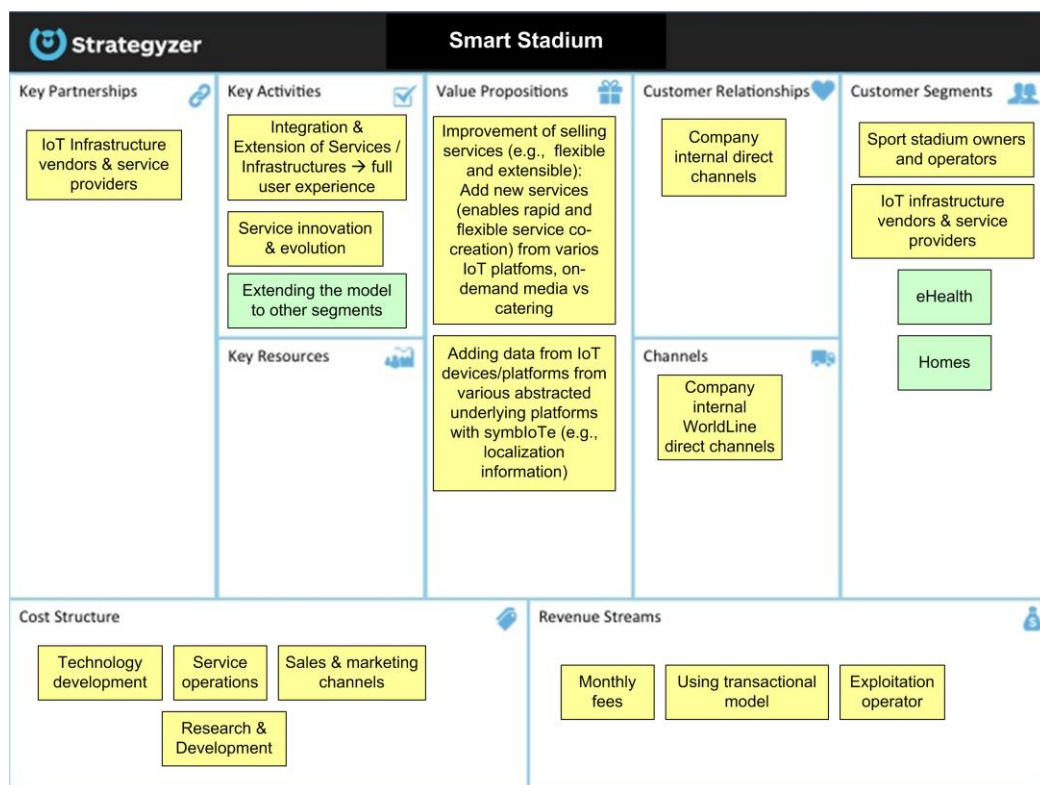 Strategyzer
Smart Stadium
Key Partnerships
IoT Infrastructure
vendors & service
providers
Key Activities
Integration &
Extension of Services /
Infrastructures → full
user experience
Service innovation
& evolution
Extending the model
to other segments
Key Resources
Value Propositions
Improvement of selling
services (e.g., flexible
and extensible):
Add new services
(enables rapid and
flexible service co-
creation) from varios
IoT platfoms, on-
demand media vs
catering
Adding data from IoT
devices/platforms from
various abstracted
underlying platforms
with symbIoTe (e.g.,
localization
information)
Customer Relationships
Company
internal direct
channels
Channels
Company
internal
WorldLine
direct channels
Customer Segments
Sport stadium owners
and operators
IoT infrastructure
vendors & service
providers
eHealth
Homes
Cost Structure
Technology
development
Service
operations
Sales & marketing
channels
Research &
Development
Revenue Streams
Monthly
fees
Using transactional
model
Exploitation
operator